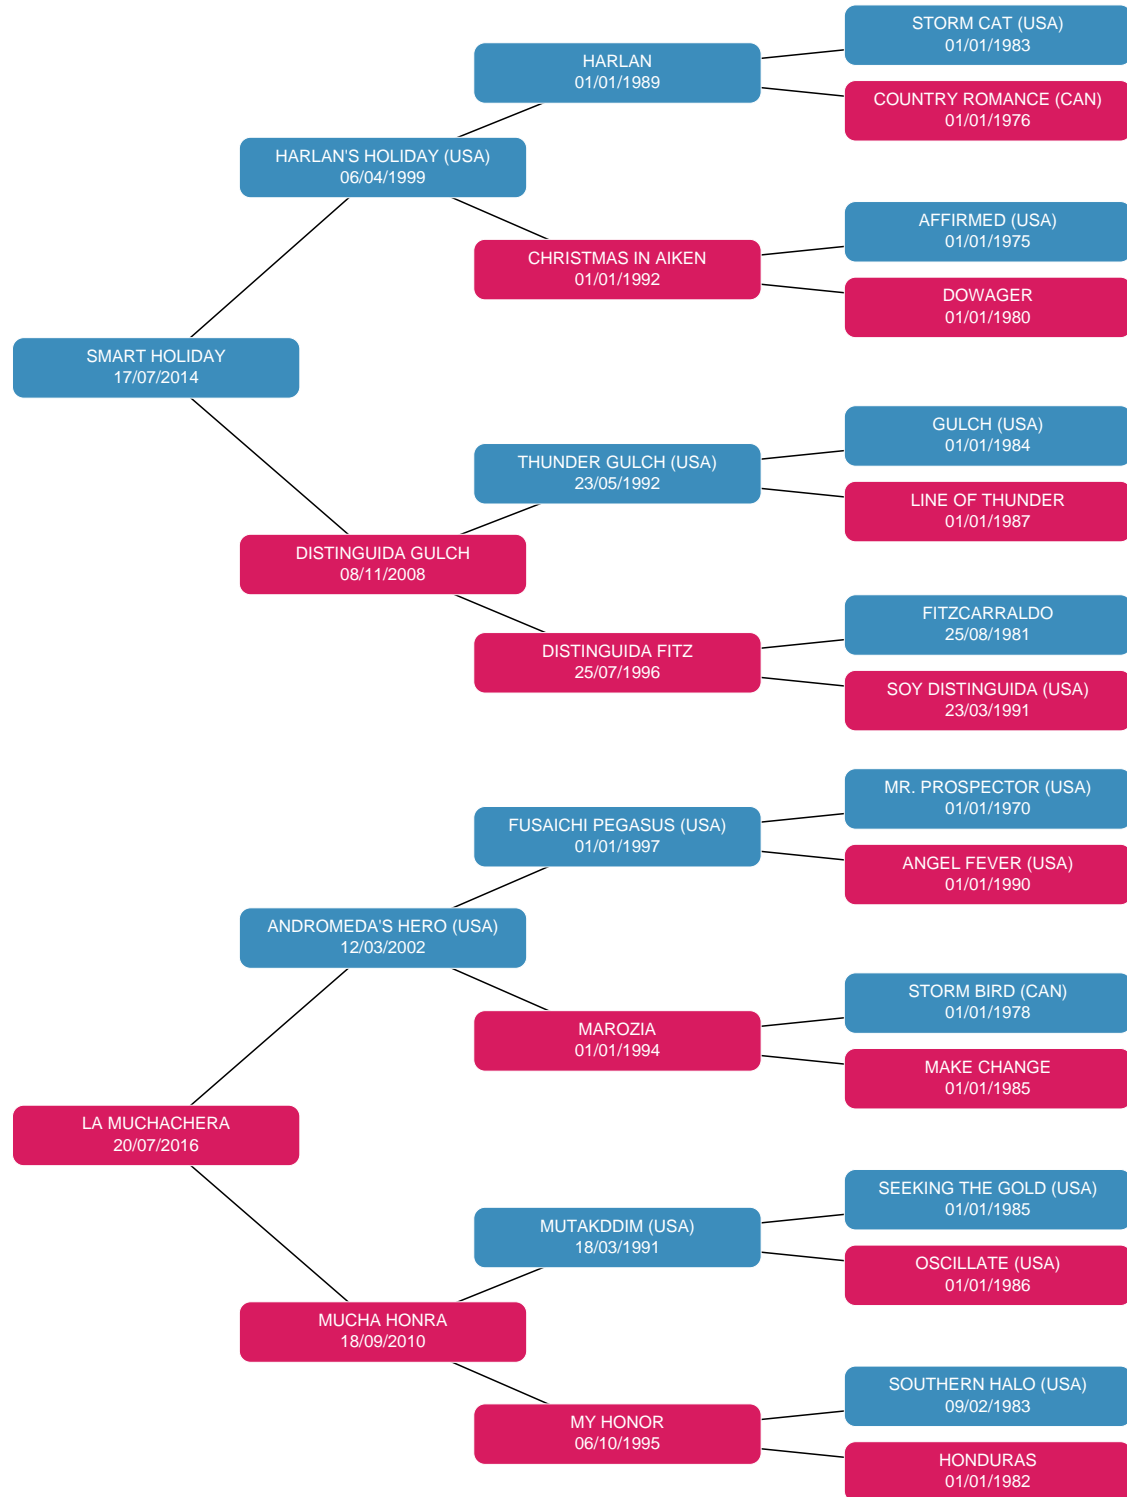 STORM CAT (USA)
01/01/1983
HARLAN
01/01/1989
COUNTRY ROMANCE (CAN)
01/01/1976
HARLAN'S HOLIDAY (USA)
06/04/1999
AFFIRMED (USA)
01/01/1975
CHRISTMAS IN AIKEN
01/01/1992
DOWAGER
01/01/1980
SMART HOLIDAY
17/07/2014
GULCH (USA)
01/01/1984
THUNDER GULCH (USA)
23/05/1992
LINE OF THUNDER
01/01/1987
DISTINGUIDA GULCH
08/11/2008
FITZCARRALDO
25/08/1981
DISTINGUIDA FITZ
25/07/1996
SOY DISTINGUIDA (USA)
23/03/1991
MR. PROSPECTOR (USA)
01/01/1970
FUSAICHI PEGASUS (USA)
01/01/1997
ANGEL FEVER (USA)
01/01/1990
ANDROMEDA'S HERO (USA)
12/03/2002
STORM BIRD (CAN)
01/01/1978
MAROZIA
01/01/1994
MAKE CHANGE
01/01/1985
LA MUCHACHERA
20/07/2016
SEEKING THE GOLD (USA)
01/01/1985
MUTAKDDIM (USA)
18/03/1991
OSCILLATE (USA)
01/01/1986
MUCHA HONRA
18/09/2010
SOUTHERN HALO (USA)
09/02/1983
MY HONOR
06/10/1995
HONDURAS
01/01/1982